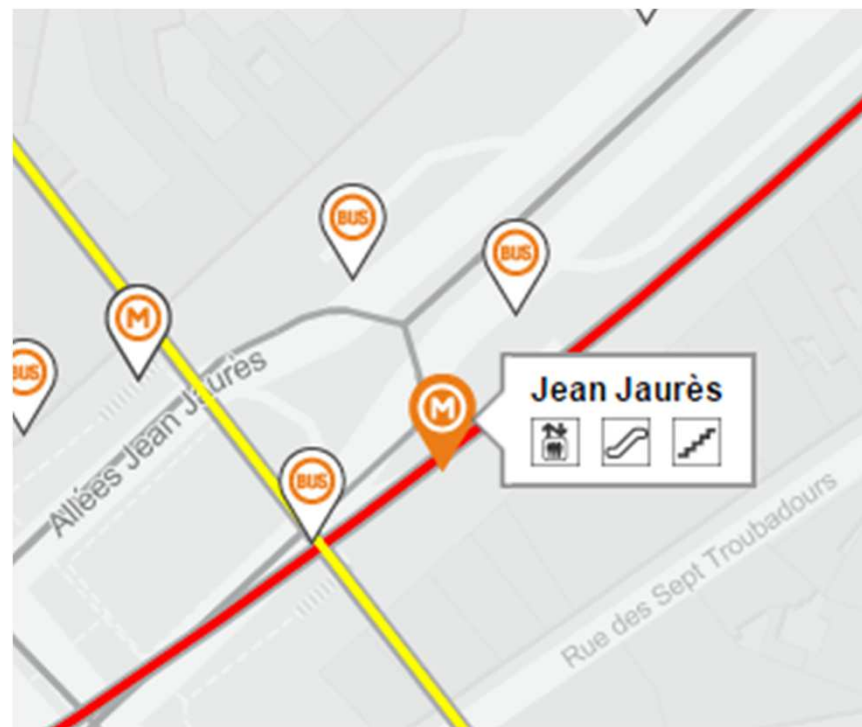 BUS
BUS
M
BUS
Jean Jaurès
M
Allées Jean Jaurès
BUS
Rue des Sept Troubadours